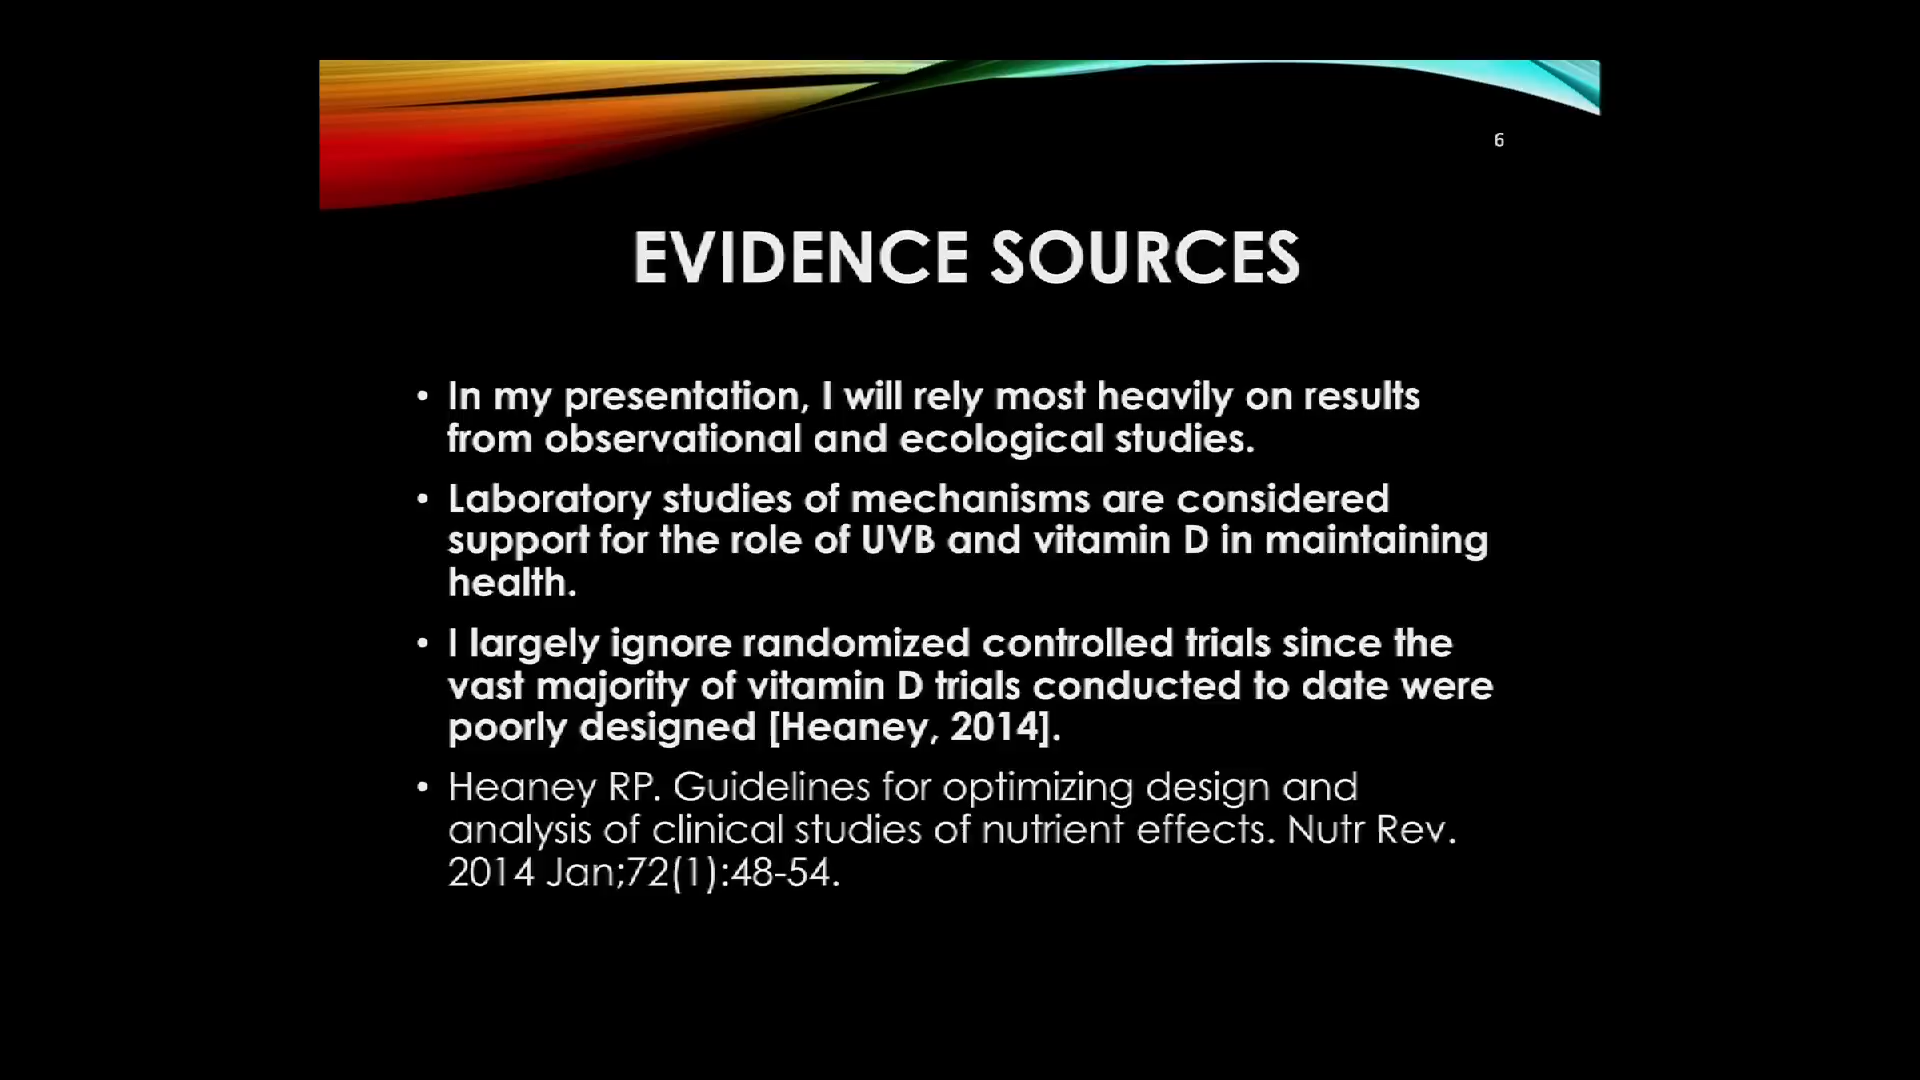 6
EVIDENCE SOURCES
• In my presentation, I will rely most heavily on results
from observational and ecological studies.
• Laboratory studies of mechanisms are considered
support for the role of UVB and vitamin D in maintaining
health.
• I largely ignore randomized controlled trials since the
vast majority of vitamin D trials conducted to date were
poorly designed [Heaney, 2014].
• Heaney RP. Guidelines for optimizing design and
analysis of clinical studies of nutrient effects. Nutr Rev.
2014 Jan;72(1):48-54.